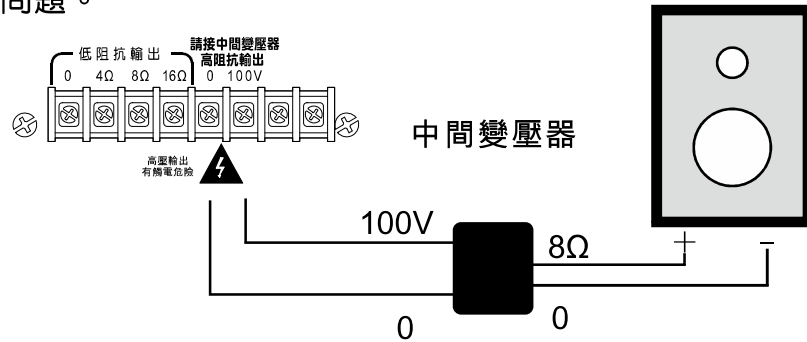 問題。
低阻抗輸出
請接中間變壓器
高阻抗輸出
0 4Ω 8Ω 16Ω 0 100V
高壓輸出
有觸電危險
中間變壓器
100V
0
8Ω
0
+ −